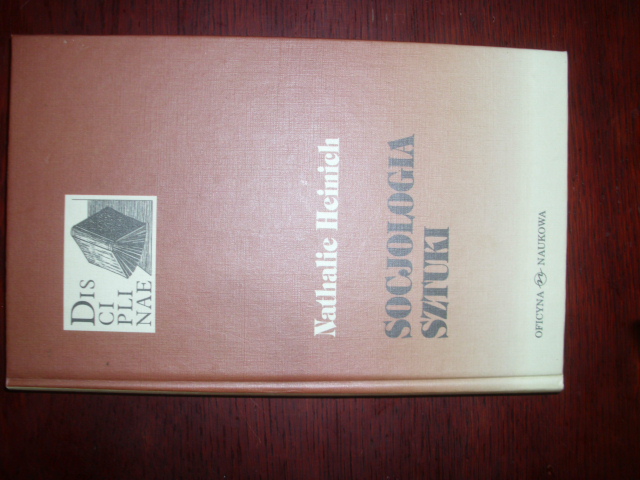 DIS
CI
PLI
NAE
Nathalie Heinich
SOCJOLOGIA
SZTUKI
OFICYNA NAUKOWA